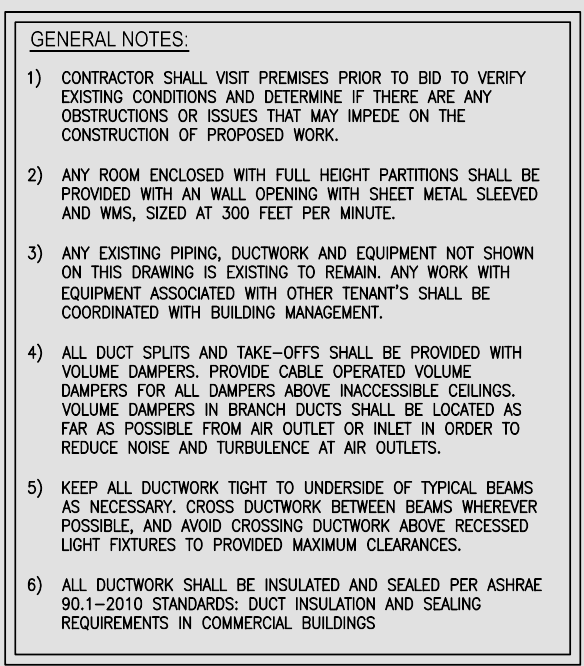 GENERAL NOTES:
1) CONTRACTOR SHALL VISIT PREMISES PRIOR TO BID TO VERIFY
EXISTING CONDITIONS AND DETERMINE IF THERE ARE ANY
OBSTRUCTIONS OR ISSUES THAT MAY IMPEDE ON THE
CONSTRUCTION OF PROPOSED WORK.
2) ANY ROOM ENCLOSED WITH FULL HEIGHT PARTITIONS SHALL BE
PROVIDED WITH AN WALL OPENING WITH SHEET METAL SLEEVED
AND WMS, SIZED AT 300 FEET PER MINUTE.
3) ANY EXISTING PIPING, DUCTWORK AND EQUIPMENT NOT SHOWN
ON THIS DRAWING IS EXISTING TO REMAIN. ANY WORK WITH
EQUIPMENT ASSOCIATED WITH OTHER TENANT'S SHALL BE
COORDINATED WITH BUILDING MANAGEMENT.
4) ALL DUCT SPLITS AND TAKE-OFFS SHALL BE PROVIDED WITH
VOLUME DAMPERS. PROVIDE CABLE OPERATED VOLUME
DAMPERS FOR ALL DAMPERS ABOVE INACCESSIBLE CEILINGS.
VOLUME DAMPERS IN BRANCH DUCTS SHALL BE LOCATED AS
FAR AS POSSIBLE FROM AIR OUTLET OR INLET IN ORDER TO
REDUCE NOISE AND TURBULENCE AT AIR OUTLETS.
5) KEEP ALL DUCTWORK TIGHT TO UNDERSIDE OF TYPICAL BEAMS
AS NECESSARY. CROSS DUCTWORK BETWEEN BEAMS WHEREVER
POSSIBLE, AND AVOID CROSSING DUCTWORK ABOVE RECESSED
LIGHT FIXTURES TO PROVIDED MAXIMUM CLEARANCES.
6) ALL DUCTWORK SHALL BE INSULATED AND SEALED PER ASHRAE
90.1-2010 STANDARDS: DUCT INSULATION AND SEALING
REQUIREMENTS IN COMMERCIAL BUILDINGS